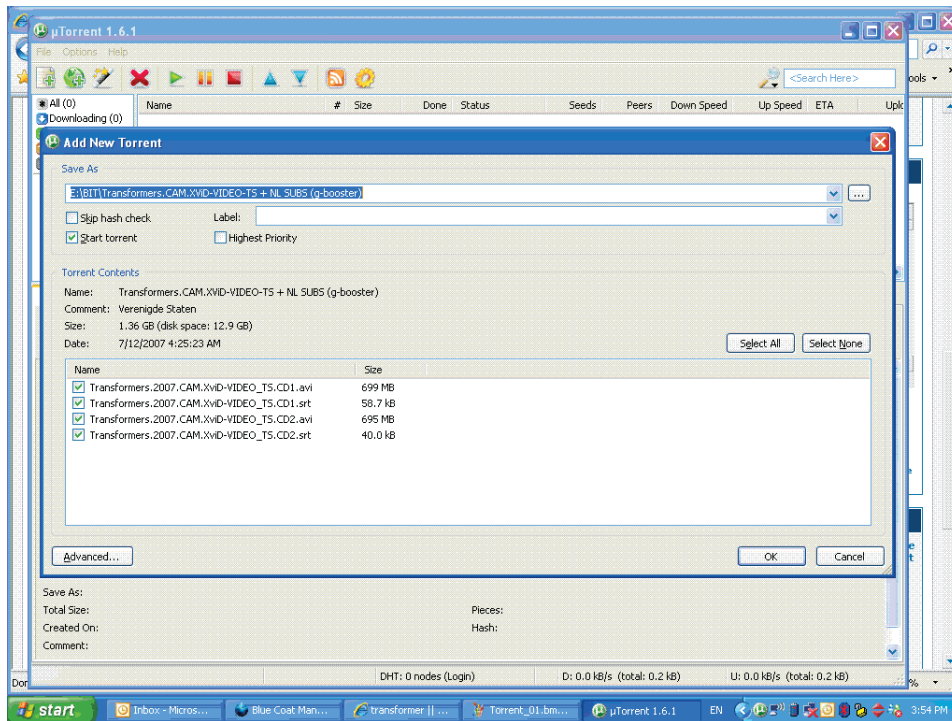 µTorrent 1.6.1
File Options Help
<Search Here>
ools
All (0)
Name # Size Done Status Seeds Peers Down Speed Up Speed ETA Uplo
Downloading (0)
Add New Torrent
Save As
E:\BIT\Transformers.CAM.XViD-VIDEO-TS + NL SUBS (g-booster)
...
Skip hash check Label:
Start torrent Highest Priority
Torrent Contents
Name: Transformers.CAM.XViD-VIDEO-TS + NL SUBS (g-booster)
Comment: Verenigde Staten
Size: 1.36 GB (disk space: 12.9 GB)
Date: 7/12/2007 4:25:23 AM
Select All Select None
Name Size
Transformers.2007.CAM.XviD-VIDEO_TS.CD1.avi 699 MB
Transformers.2007.CAM.XviD-VIDEO_TS.CD1.srt 58.7 kB
Transformers.2007.CAM.XviD-VIDEO_TS.CD2.avi 695 MB
Transformers.2007.CAM.XviD-VIDEO_TS.CD2.srt 40.0 kB
Advanced... OK Cancel
Save As:
Total Size: Pieces:
Created On: Hash:
Comment:
DHT: 0 nodes (Login) D: 0.0 kB/s (total: 0.2 kB) U: 0.0 kB/s (total: 0.2 kB)
Don %
start Inbox - Micros... Blue Coat Man... transformer || ... Torrent_01.bm... µTorrent 1.6.1 EN 3:54 PM